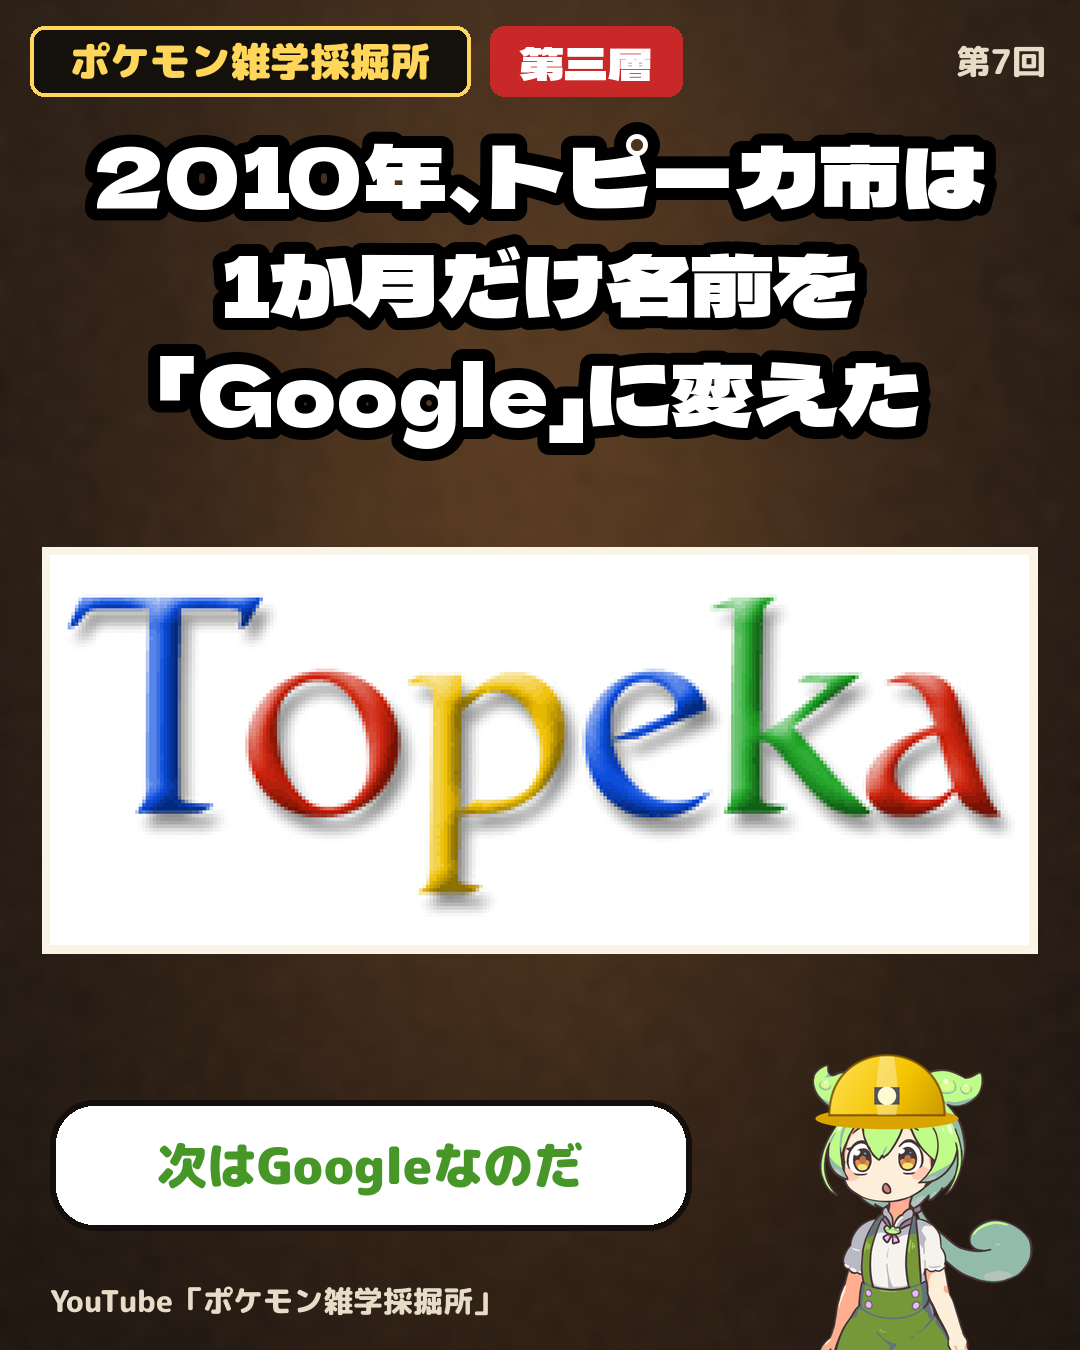 ポケモン雑学採掘所
第三層
第7回
2010年、トピーカ市は
1か月だけ名前を
「Google」に変えた
Topeka
次はGoogleなのだ
YouTube「ポケモン雑学採掘所」